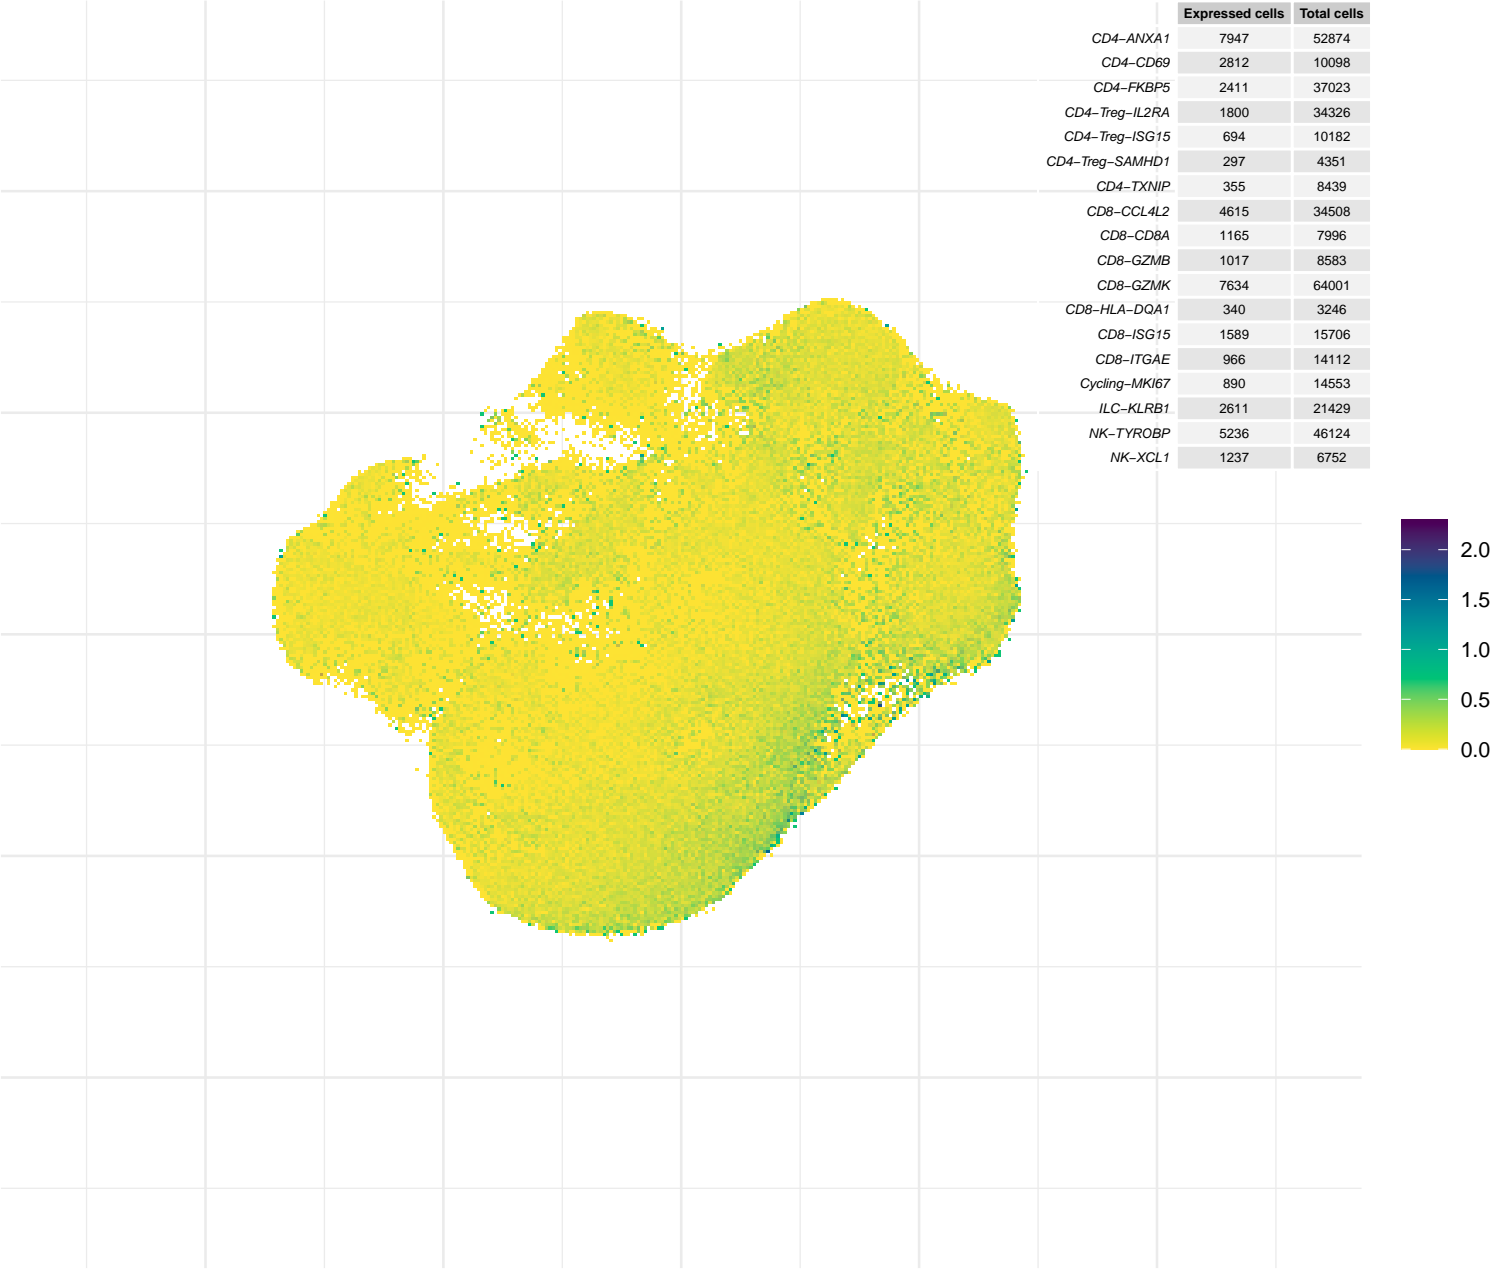 Expressed cells Total cells
CD4−ANXA1 7947 52874
CD4−CD69 2812 10098
CD4−FKBP5 2411 37023
CD4−Treg−IL2RA 1800 34326
CD4−Treg−ISG15 694 10182
CD4−Treg−SAMHD1 297 4351
CD4−TXNIP 355 8439
CD8−CCL4L2 4615 34508
CD8−CD8A 1165 7996
CD8−GZMB 1017 8583
CD8−GZMK 7634 64001
CD8−HLA−DQA1 340 3246
CD8−ISG15 1589 15706
CD8−ITGAE 966 14112
Cycling−MKI67 890 14553
ILC−KLRB1 2611 21429
NK−TYROBP 5236 46124
NK−XCL1 1237 6752
2.0
1.5
1.0
0.5
0.0